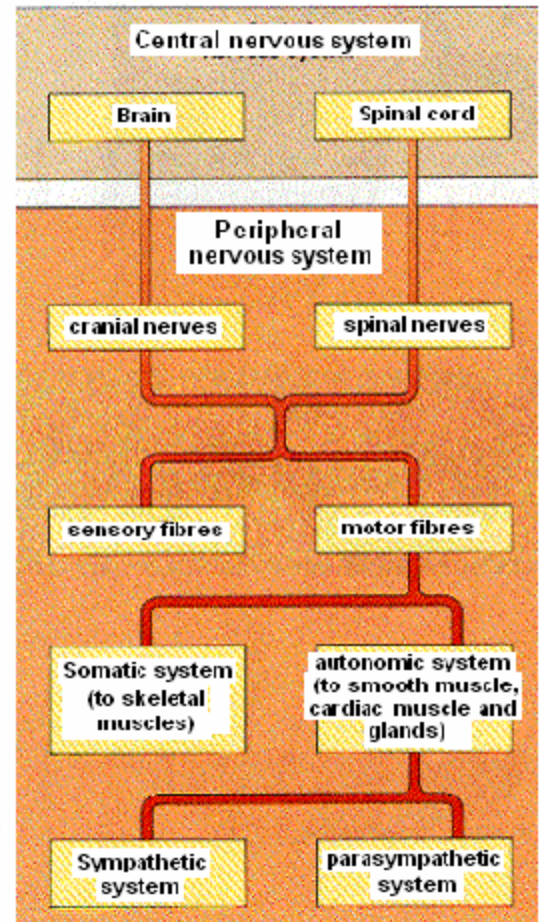 Central nervous system
Brain
Spinal cord
Peripheral
nervous system
cranial nerves
spinal nerves
sensory fibres
motor fibres
Somatic system
(to skeletal
muscles)
autonomic system
(to smooth muscle,
cardiac muscle and
glands)
Sympathetic
system
parasympathetic
system